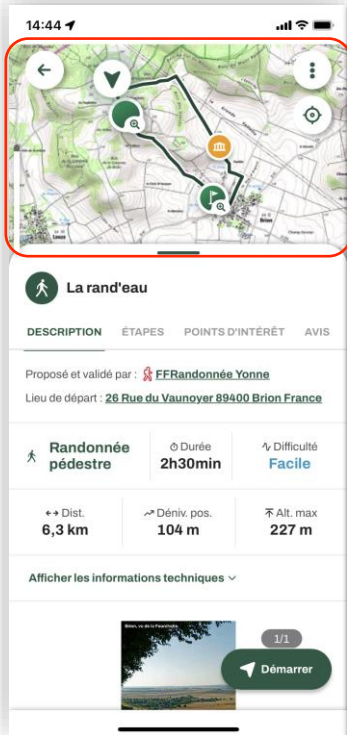 14:44
Looze
Brion
La rand'eau
DESCRIPTION ÉTAPES POINTS D'INTÉRÊT AVIS
Proposé et validé par : FFRandonnée Yonne
Lieu de départ : 26 Rue du Vaunoyer 89400 Brion France
Randonnée pédestre
Durée
2h30min
Difficulté
Facile
Dist.
6,3 km
Déniv. pos.
104 m
Alt. max
227 m
Afficher les informations techniques
Brion, vu de la Fourchotte
1/1
Démarrer